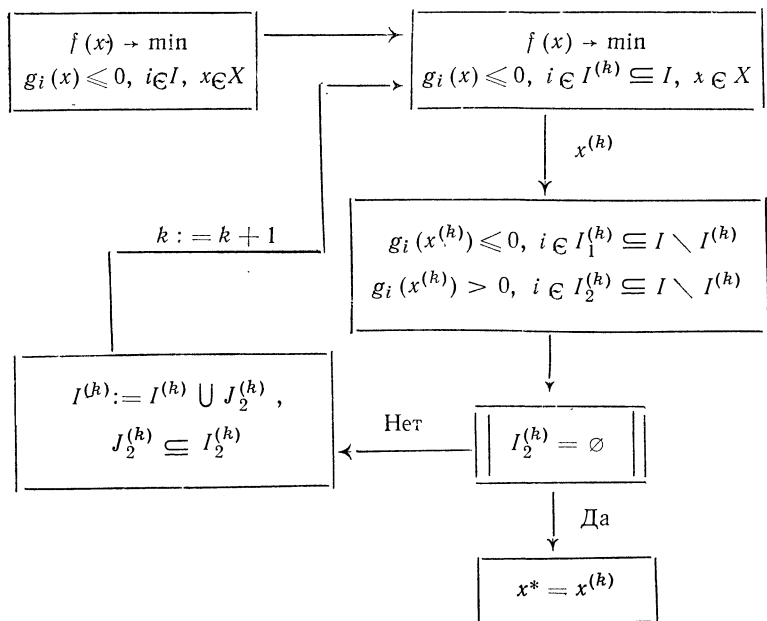 f (x) → min
g_i (x) ⩽ 0, i∈I, x∈X
f (x) → min
g_i (x) ⩽ 0, i ∈ I^(k) ⊆ I, x ∈ X
x^(k)
g_i (x^(k)) ⩽ 0, i ∈ I_1^(k) ⊆ I \ I^(k)
g_i (x^(k)) > 0, i ∈ I_2^(k) ⊆ I \ I^(k)
k : = k + 1
I^(k) := I^(k) ∪ J_2^(k) ,
J_2^(k) ⊆ I_2^(k)
Нет
I_2^(k) = ∅
Да
x* = x^(k)